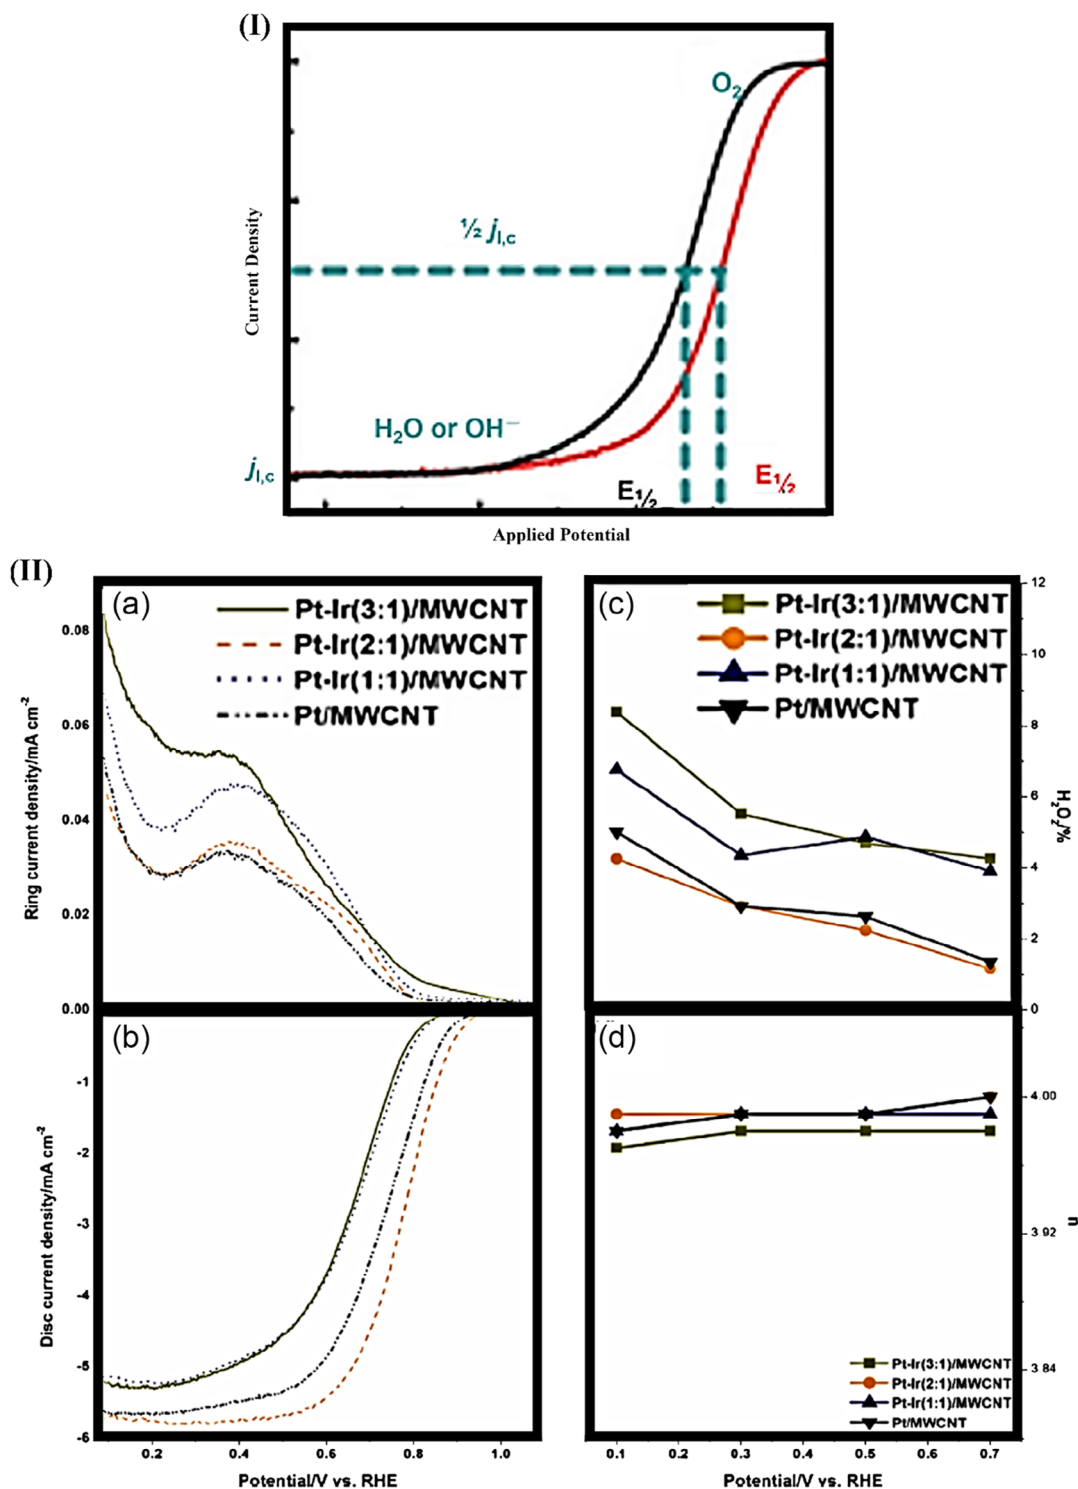 (I)
O₂
½ jl,c
Current Density
H₂O or OH⁻
jl,c
E½
E½
Applied Potential
(II)
(a)
Pt-Ir(3:1)/MWCNT
Pt-Ir(2:1)/MWCNT
Pt-Ir(1:1)/MWCNT
Pt/MWCNT
0.08
0.06
0.04
0.02
0.00
Ring current density/mA cm⁻²
(c)
Pt-Ir(3:1)/MWCNT
Pt-Ir(2:1)/MWCNT
Pt-Ir(1:1)/MWCNT
Pt/MWCNT
12
10
8
6
4
2
0
H₂O₂/%
(b)
-1
-2
-3
-4
-5
-6
Disc current density/mA cm⁻²
0.2 0.4 0.6 0.8 1.0
Potential/V vs. RHE
(d)
4.00
3 92
3 84
n
Pt-Ir(3:1)/MWCNT
Pt-Ir(2:1)/MWCNT
Pt-Ir(1:1)/MWCNT
Pt/MWCNT
0.1 0.2 0.3 0.4 0.5 0.6 0.7
Potential/V vs. RHE